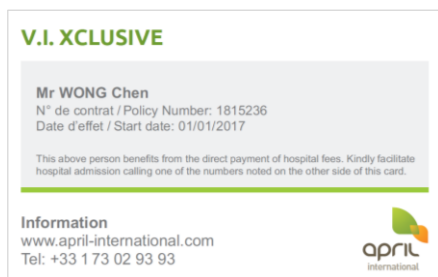 V.I. XCLUSIVE
Mr WONG Chen
N° de contrat / Policy Number: 1815236
Date d'effet / Start date: 01/01/2017
This above person benefits from the direct payment of hospital fees. Kindly facilitate
hospital admission calling one of the numbers noted on the other side of this card.
Information
www.april-international.com
Tel: +33 1 73 02 93 93
april
international